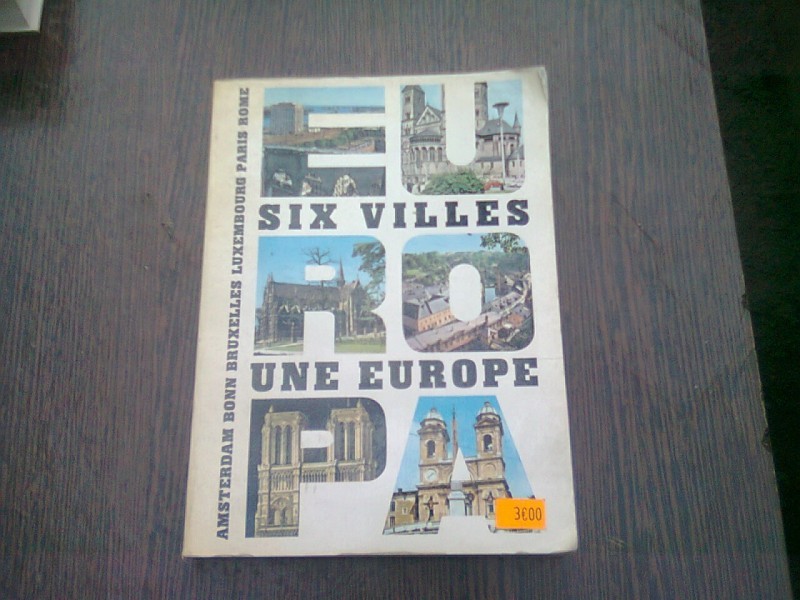 AMSTERDAM BONN BRUXELLES LUXEMBOURG PARIS ROME
EU
SIX VILLES
RO
UNE EUROPE
PA
3€00